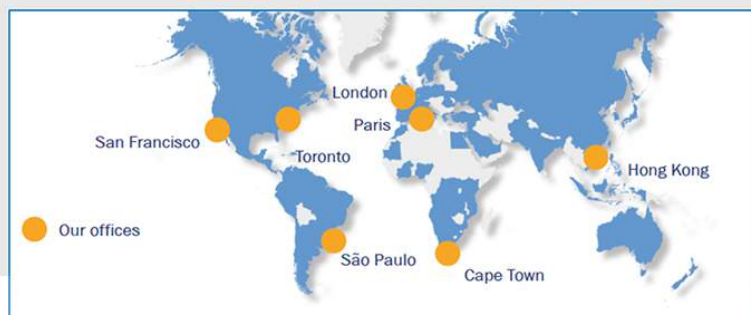 London
Paris
San Francisco
Toronto
Hong Kong
Our offices
São Paulo
Cape Town